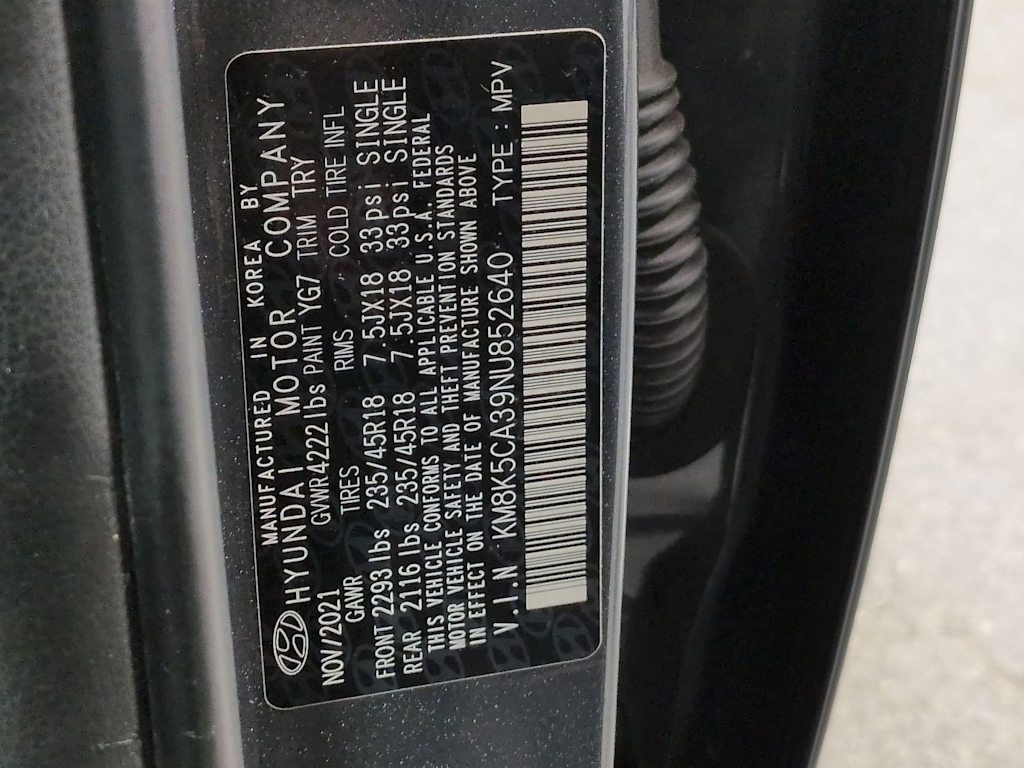 MANUFACTURED IN KOREA BY
HYUNDAI MOTOR COMPANY
NOV/2021 GVWR 4222 lbs PAINT YG7 TRIM TRY
GAWR TIRES RIMS COLD TIRE INFL
FRONT 2293 lbs 235/45R18 7.5JX18 33psi SINGLE
REAR 2116 lbs 235/45R18 7.5JX18 33psi SINGLE
THIS VEHICLE CONFORMS TO ALL APPLICABLE U.S.A. FEDERAL
MOTOR VEHICLE SAFETY AND THEFT PREVENTION STANDARDS
IN EFFECT ON THE DATE OF MANUFACTURE SHOWN ABOVE
V.I.N KM8K5CA39NU852640 TYPE : MPV